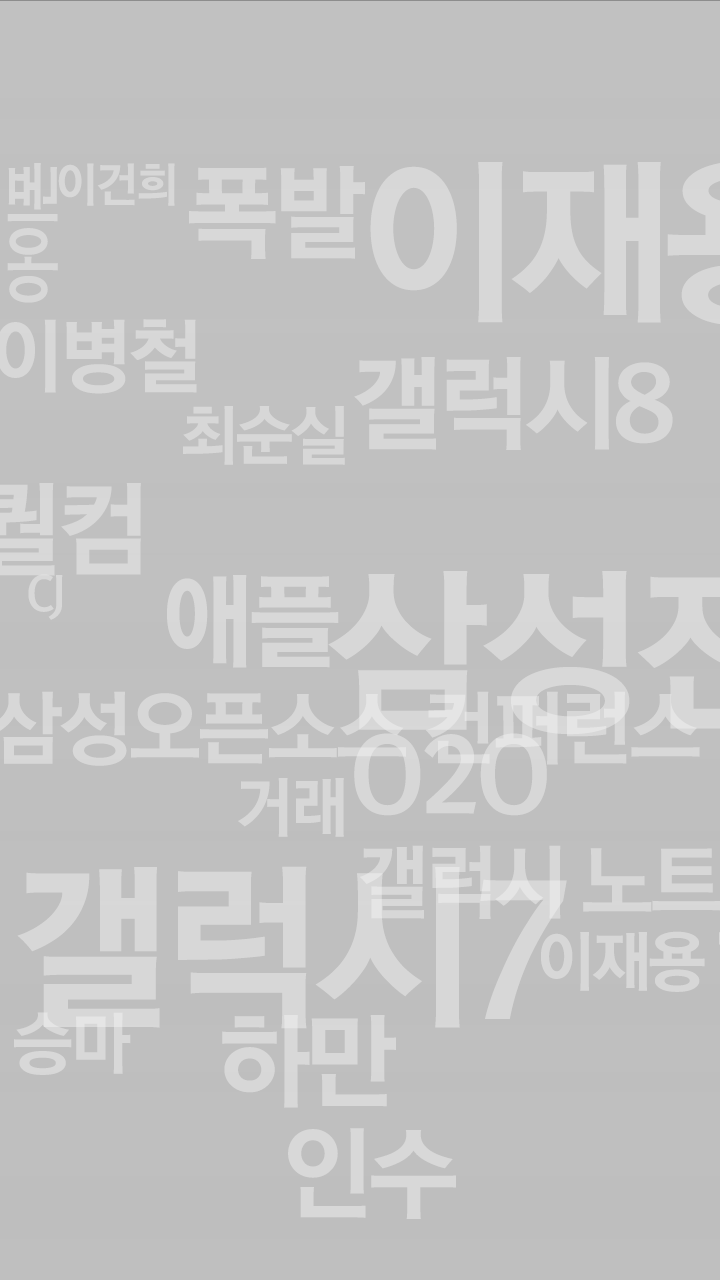 이건희
폭발
이재용
이병철
갤럭시8
최순실
퀄컴
CJ
애플
삼성전
삼성오픈소스 컨퍼런스
O2O
거래
갤럭시 노트
갤럭시7
이재용
승마
하만
인수